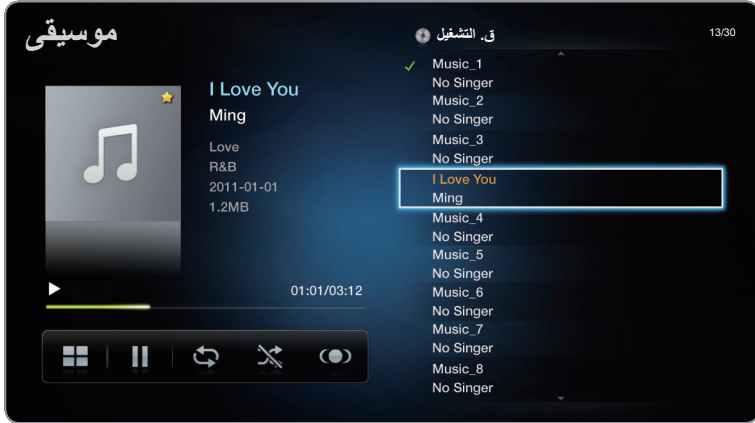 موسيقى
I Love You
Ming
Love
R&B
2011-01-01
1.2MB
01:01/03:12
ق. التشغيل
13/30
Music_1
No Singer
Music_2
No Singer
Music_3
No Singer
I Love You
Ming
Music_4
No Singer
Music_5
No Singer
Music_6
No Singer
Music_7
No Singer
Music_8
No Singer